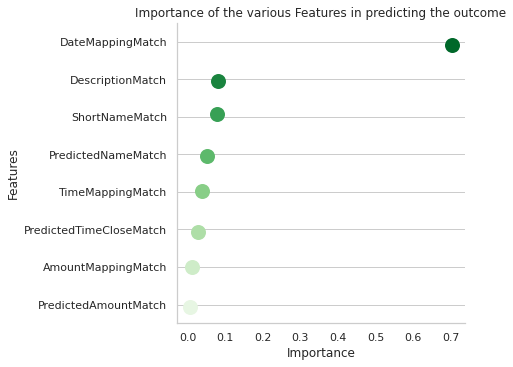 Importance of the various Features in predicting the outcome
DateMappingMatch
DescriptionMatch
ShortNameMatch
PredictedNameMatch
TimeMappingMatch
PredictedTimeCloseMatch
AmountMappingMatch
PredictedAmountMatch
Features
0.0 0.1 0.2 0.3 0.4 0.5 0.6 0.7
Importance